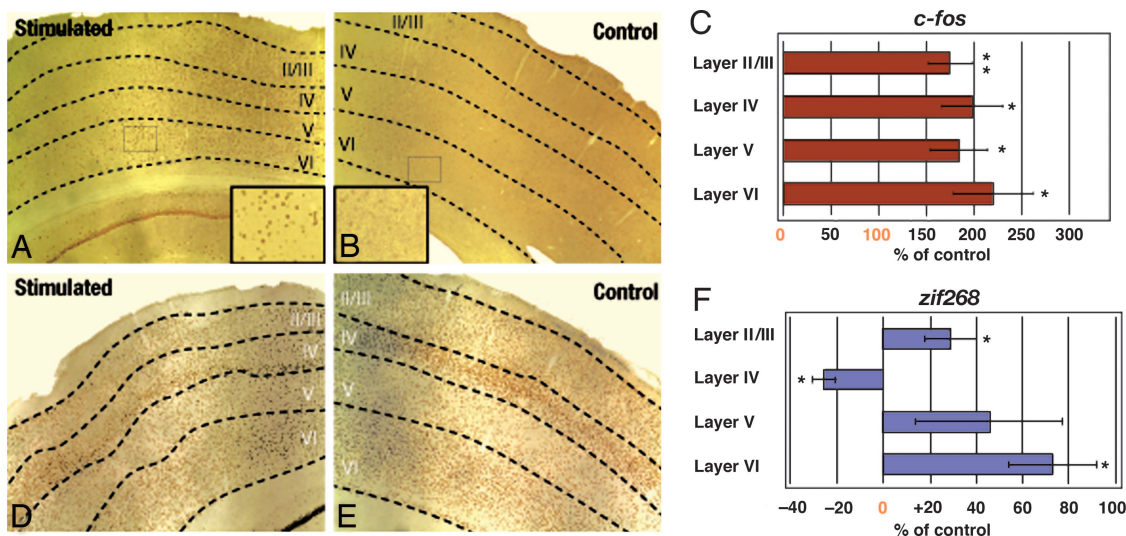 Stimulated
II/III
IV
V
VI
A
II/III
Control
IV
V
VI
B
C
c-fos
Layer II/III
**
Layer IV
*
Layer V
*
Layer VI
*
0 50 100 150 200 250 300
% of control
Stimulated
II/III
IV
V
VI
D
II/III
Control
IV
V
VI
E
F
zif268
Layer II/III
*
Layer IV
*
Layer V
Layer VI
*
−40 −20 0 +20 40 60 80 100
% of control